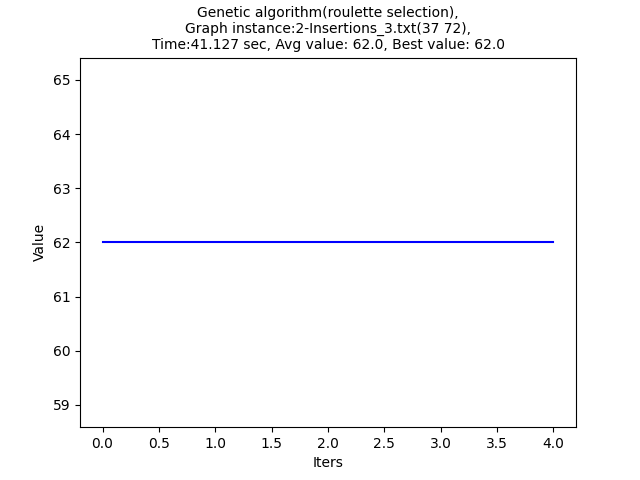 Genetic algorithm(roulette selection),
Graph instance:2-Insertions_3.txt(37 72),
Time:41.127 sec, Avg value: 62.0, Best value: 62.0
65
64
63
62
61
60
59
Value
0.0 0.5 1.0 1.5 2.0 2.5 3.0 3.5 4.0
Iters